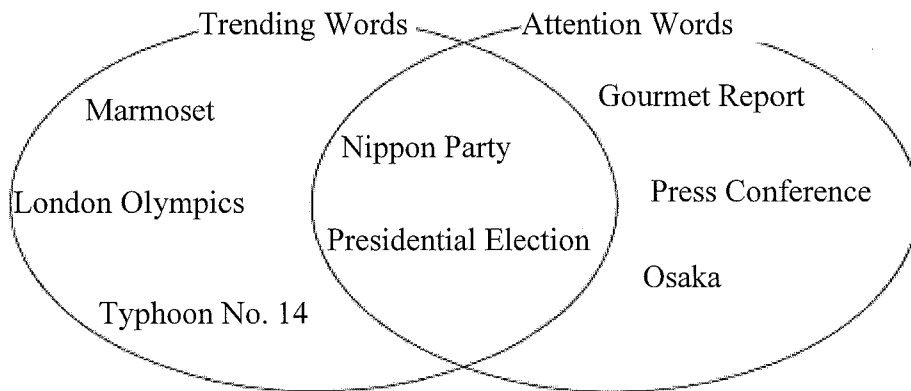 Trending Words
Attention Words
Marmoset
Gourmet Report
Nippon Party
London Olympics
Press Conference
Presidential Election
Osaka
Typhoon No. 14